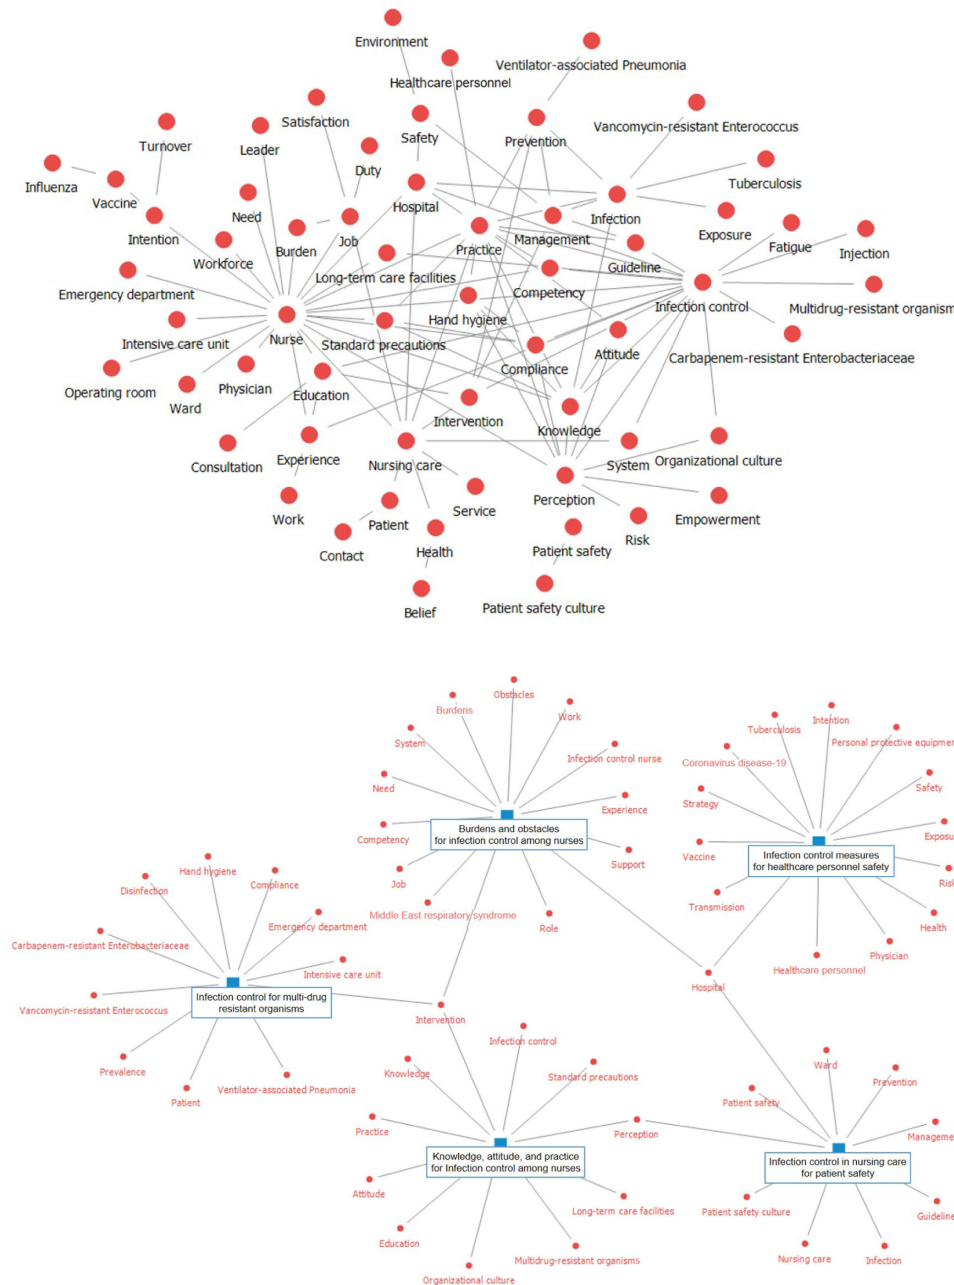 Environment
Healthcare personnel
Ventilator-associated Pneumonia
Satisfaction
Safety
Prevention
Vancomycin-resistant Enterococcus
Turnover
Leader
Duty
Tuberculosis
Influenza
Vaccine
Need
Hospital
Infection
Exposure
Intention
Burden
Job
Practice
Management
Fatigue
Injection
Workforce
Long-term care facilities
Guideline
Emergency department
Competency
Infection control
Multidrug-resistant organism
Hand hygiene
Intensive care unit
Nurse
Standard precautions
Attitude
Carbapenem-resistant Enterobacteriaceae
Compliance
Operating room
Ward
Physician
Education
Intervention
Knowledge
Consultation
Experience
Nursing care
System
Organizational culture
Perception
Work
Patient
Service
Risk
Empowerment
Contact
Health
Patient safety
Belief
Patient safety culture
Obstacles
Burdens
Work
System
Infection control nurse
Need
Experience
Competency
Burdens and obstacles
for infection control among nurses
Support
Job
Middle East respiratory syndrome
Role
Tuberculosis
Intention
Personal protective equipmen
Coronavirus disease-19
Safety
Strategy
Exposu
Vaccine
Infection control measures
for healthcare personnel safety
Risk
Transmission
Health
Physician
Healthcare personnel
Hospital
Hand hygiene
Compliance
Disinfection
Emergency department
Carbapenem-resistant Enterobacteriaceae
Intensive care unit
Infection control for multi-drug
resistant organisms
Vancomycin-resistant Enterococcus
Intervention
Prevalence
Patient
Ventilator-associated Pneumonia
Infection control
Knowledge
Standard precautions
Practice
Perception
Knowledge, attitude, and practice
for Infection control among nurses
Attitude
Long-term care facilities
Education
Multidrug-resistant organisms
Organizational culture
Ward
Prevention
Patient safety
Manageme
Infection control in nursing care
for patient safety
Patient safety culture
Guideline
Nursing care
Infection